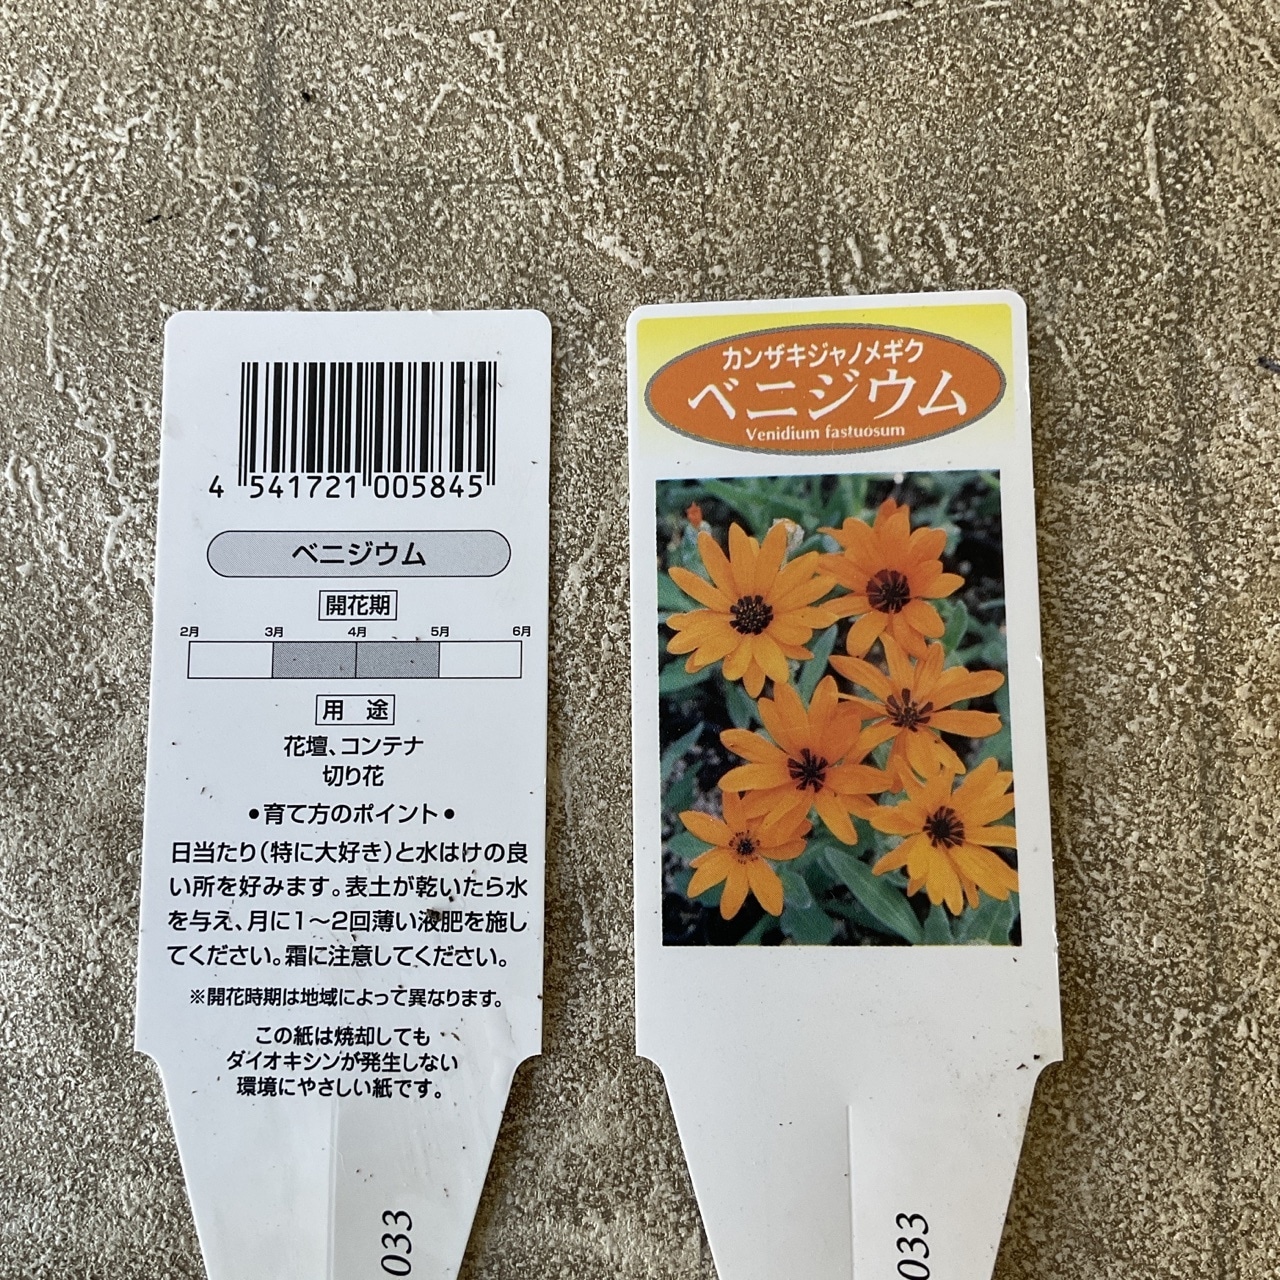 4 541721 005845
ベニジウム
開花期
2月 3月 4月 5月 6月
用 途
花壇、コンテナ
切り花
●育て方のポイント●
日当たり(特に大好き)と水はけの良
い所を好みます。表土が乾いたら水
を与え、月に1〜2回薄い液肥を施し
てください。霜に注意してください。
※開花時期は地域によって異なります。
この紙は焼却しても
ダイオキシンが発生しない
環境にやさしい紙です。
033
カンザキジャノメギク
ベニジウム
Venidium fastuosum
033